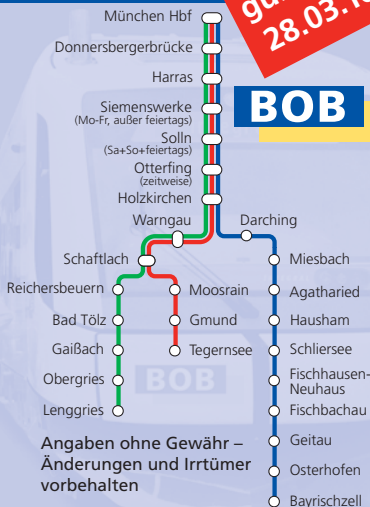 München Hbf
Donnersbergerbrücke
Harras
Siemenswerke
(Mo-Fr, außer feiertags)
Solln
(Sa+So+feiertags)
Otterfing
(zeitweise)
Holzkirchen
28.03.
BOB
Warngau
Darching
Schaftlach
Miesbach
Reichersbeuern
Moosrain
Agatharied
Bad Tölz
Gmund
Hausham
Gaißach
Tegernsee
Schliersee
Obergries
BOB
Fischhausen-
Neuhaus
Lenggries
Fischbachau
Angaben ohne Gewähr –
Änderungen und Irrtümer
vorbehalten
Geitau
Osterhofen
Bayrischzell